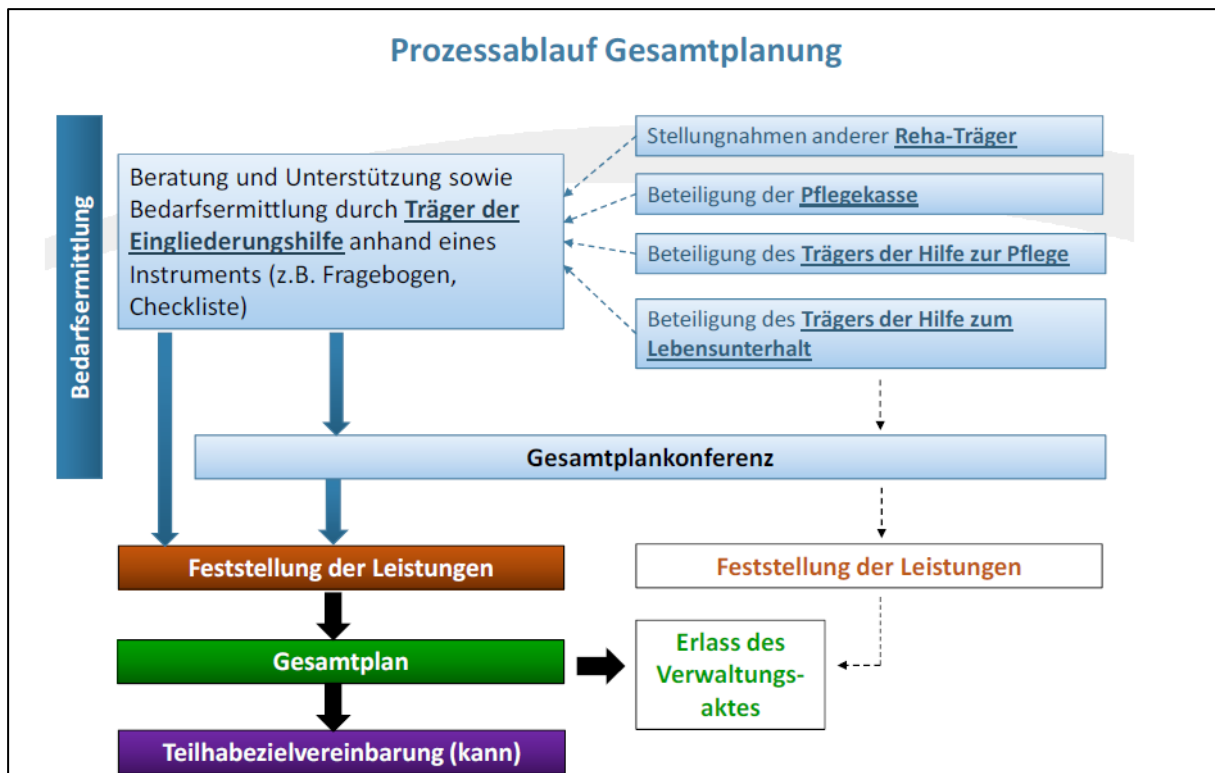 Prozessablauf Gesamtplanung
Bedarfsermittlung
Beratung und Unterstützung sowie
Bedarfsermittlung durch Träger der
Eingliederungshilfe anhand eines
Instruments (z.B. Fragebogen,
Checkliste)
Stellungnahmen anderer Reha-Träger
Beteiligung der Pflegekasse
Beteiligung des Trägers der Hilfe zur Pflege
Beteiligung des Trägers der Hilfe zum
Lebensunterhalt
Gesamtplankonferenz
Feststellung der Leistungen
Feststellung der Leistungen
Gesamtplan
Erlass des
Verwaltungs-
aktes
Teilhabezielvereinbarung (kann)